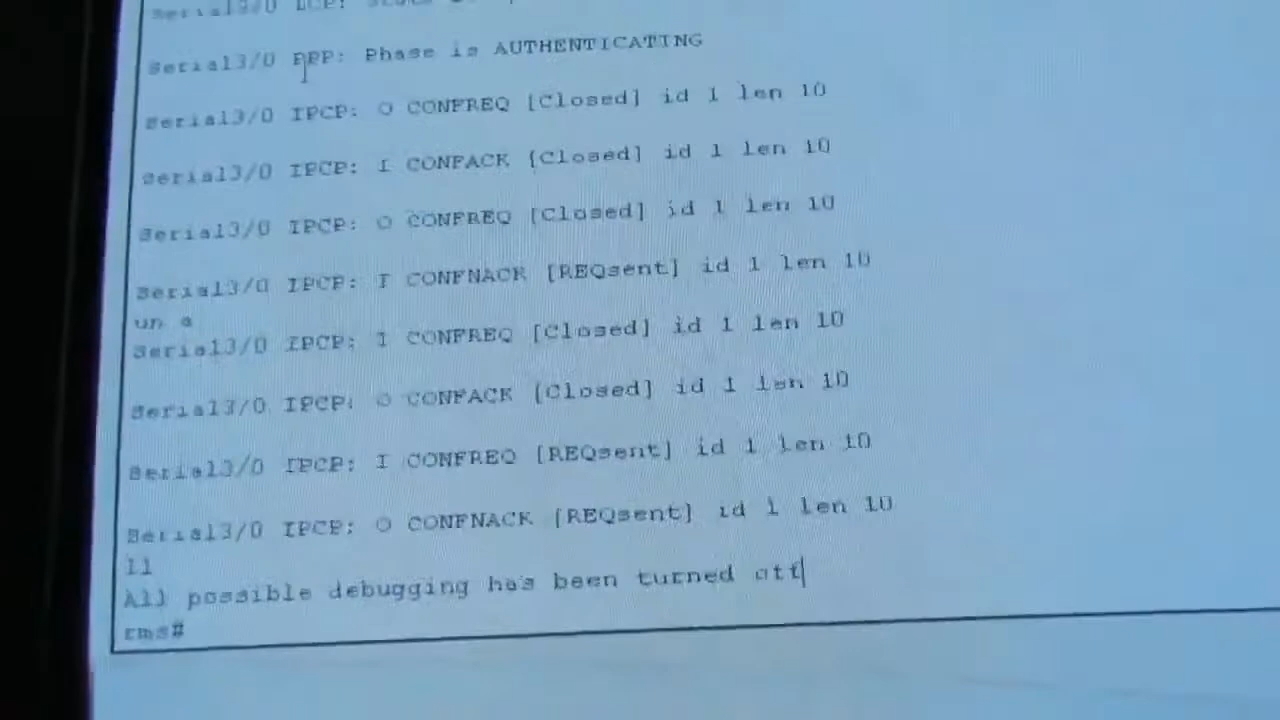 Serial3/0 LCP: State
Serial3/0 PPP: Phase is AUTHENTICATING
Serial3/0 IPCP: O CONFREQ [Closed] id 1 len 10
Serial3/0 IPCP: I CONFACK [Closed] id 1 len 10
Serial3/0 IPCP: O CONFREQ [Closed] id 1 len 10
Serial3/0 IPCP: I CONFNACK [REQsent] id 1 len 10
un a
Serial3/0 IPCP: I CONFREQ [Closed] id 1 len 10
Serial3/0 IPCP: O CONFACK [Closed] id 1 len 10
Serial3/0 IPCP: I CONFREQ [REQsent] id 1 len 10
Serial3/0 IPCP: O CONFNACK [REQsent] id 1 len 10
ll
All possible debugging has been turned off
rms#